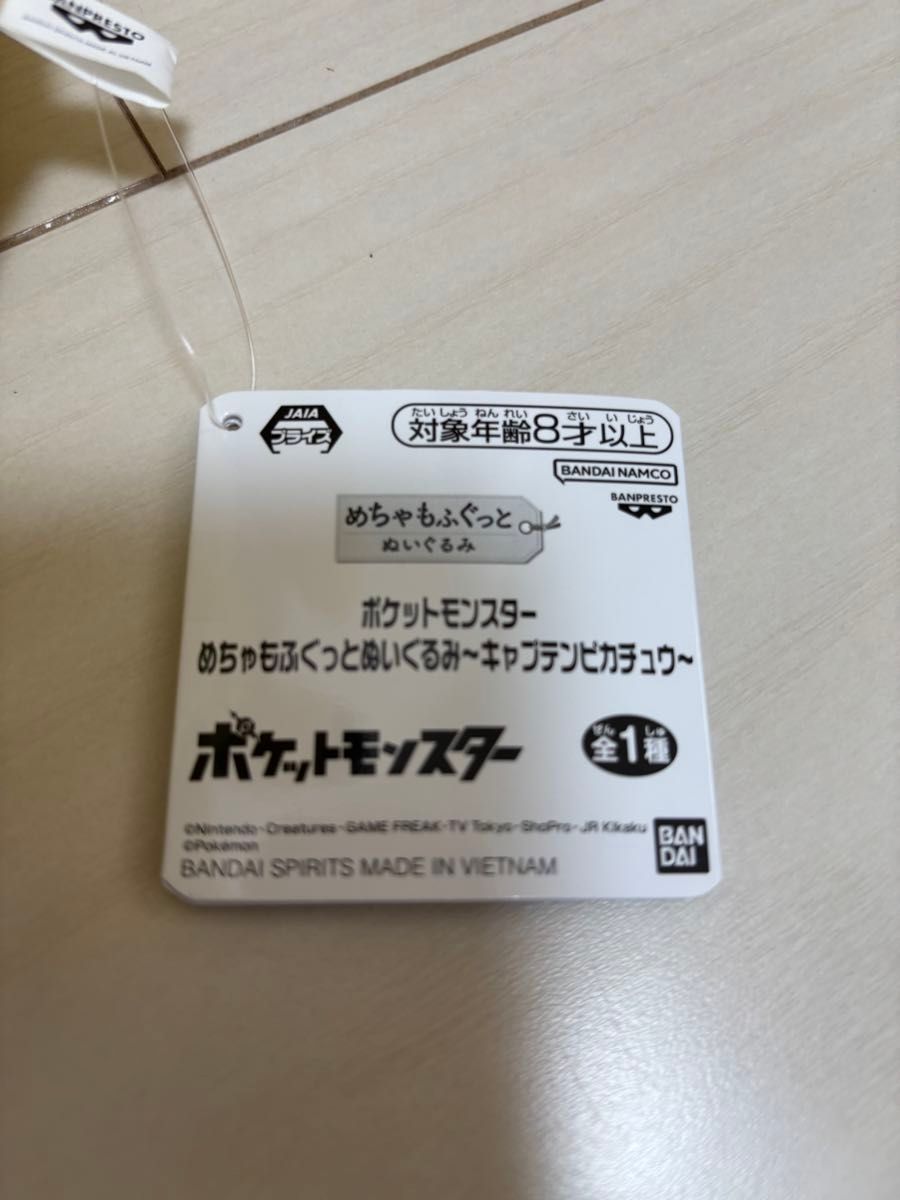 BANPRESTO
JAIA
プライズ
たいしょうねんれい さい いじょう
対象年齢8才以上
BANDAI NAMCO
BANPRESTO
めちゃもふぐっと
ぬいぐるみ
ポケットモンスター
めちゃもふぐっとぬいぐるみ~キャプテンピカチュウ~
ポケットモンスター
ぜん しゅ
全1種
©Nintendo・Creatures・GAME FREAK・TV Tokyo・ShoPro・JR Kikaku
©Pokémon
BANDAI SPIRITS MADE IN VIETNAM
BAN
DAI